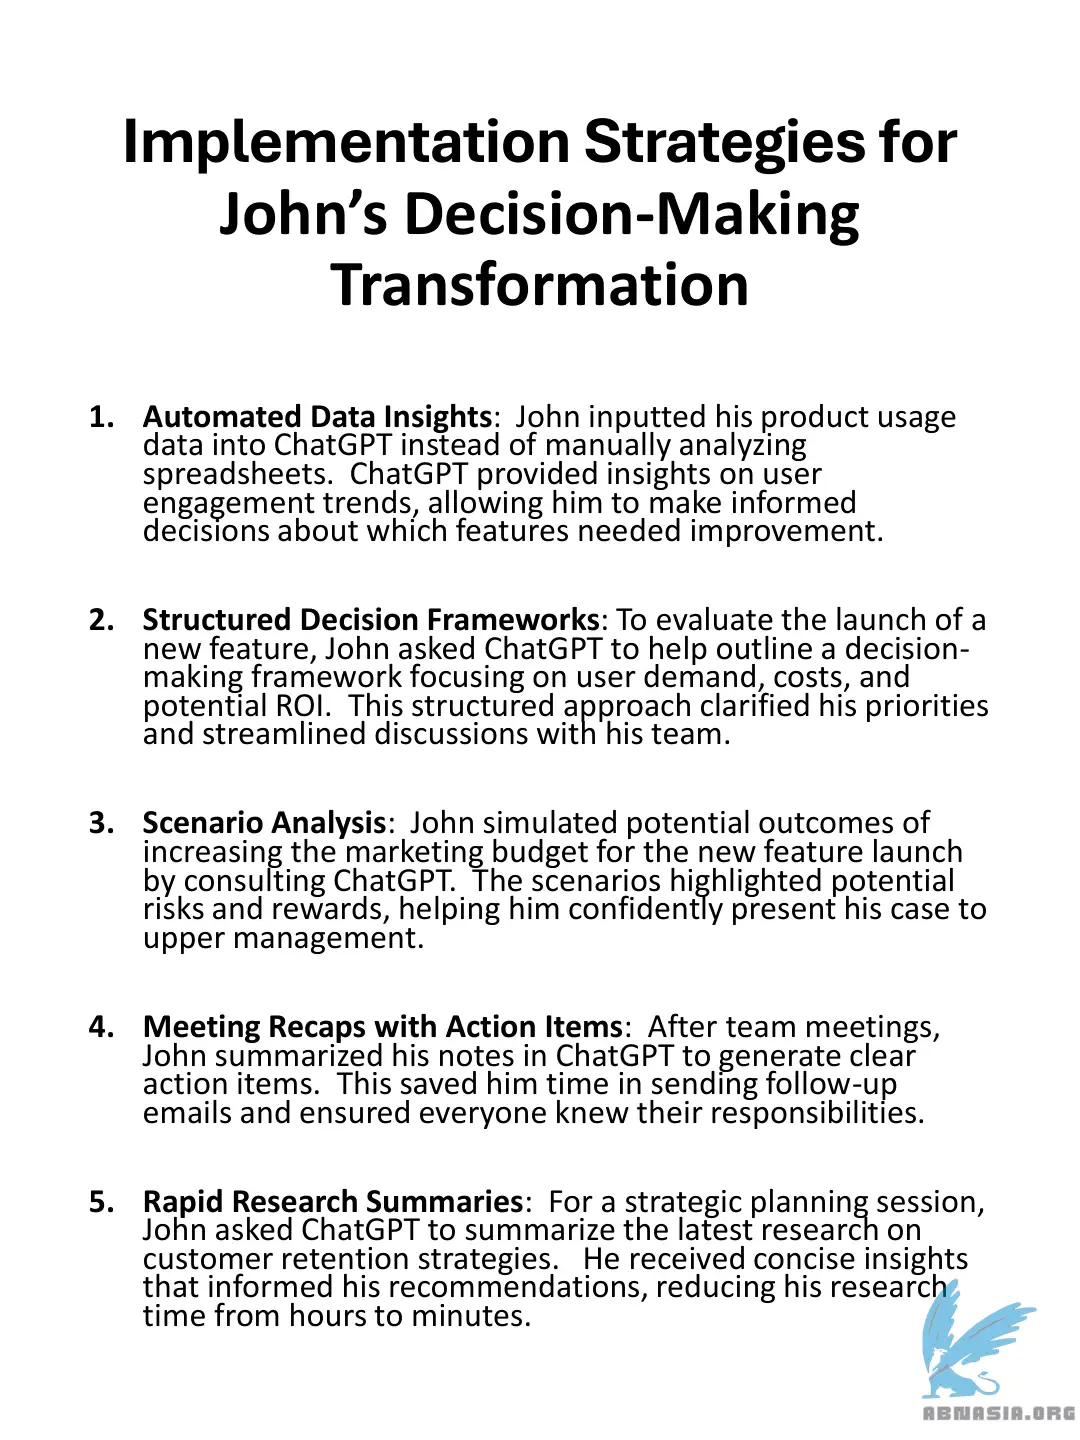 Implementation Strategies for
John’s Decision-Making
Transformation
1. Automated Data Insights:  John inputted his product usage
data into ChatGPT instead of manually analyzing
spreadsheets.  ChatGPT provided insights on user
engagement trends, allowing him to make informed
decisions about which features needed improvement.
2. Structured Decision Frameworks: To evaluate the launch of a
new feature, John asked ChatGPT to help outline a decision-
making framework focusing on user demand, costs, and
potential ROI.  This structured approach clarified his priorities
and streamlined discussions with his team.
3. Scenario Analysis:  John simulated potential outcomes of
increasing the marketing budget for the new feature launch
by consulting ChatGPT.  The scenarios highlighted potential
risks and rewards, helping him confidently present his case to
upper management.
4. Meeting Recaps with Action Items:  After team meetings,
John summarized his notes in ChatGPT to generate clear
action items.  This saved him time in sending follow-up
emails and ensured everyone knew their responsibilities.
5. Rapid Research Summaries:  For a strategic planning session,
John asked ChatGPT to summarize the latest research on
customer retention strategies.   He received concise insights
that informed his recommendations, reducing his research
time from hours to minutes.
ABNASIA.ORG